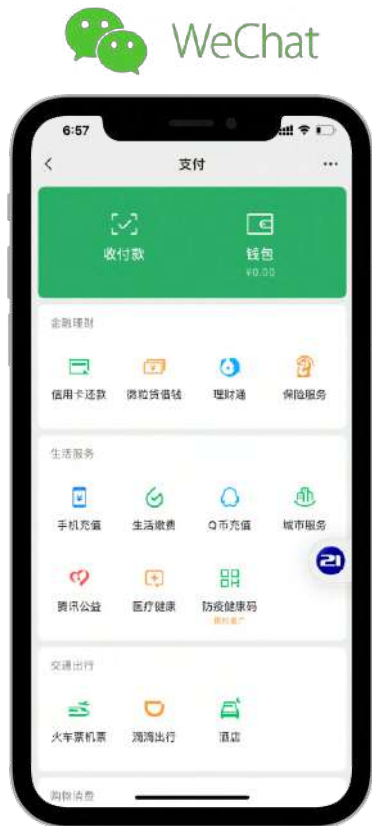 WeChat
6:57
支付
收付款
钱包
¥0.00
金融理财
信用卡还款
微粒贷借钱
理财通
保险服务
生活服务
手机充值
生活缴费
Q币充值
城市服务
21
腾讯公益
医疗健康
防疫健康码
交通出行
火车票机票
滴滴出行
酒店
购物消费